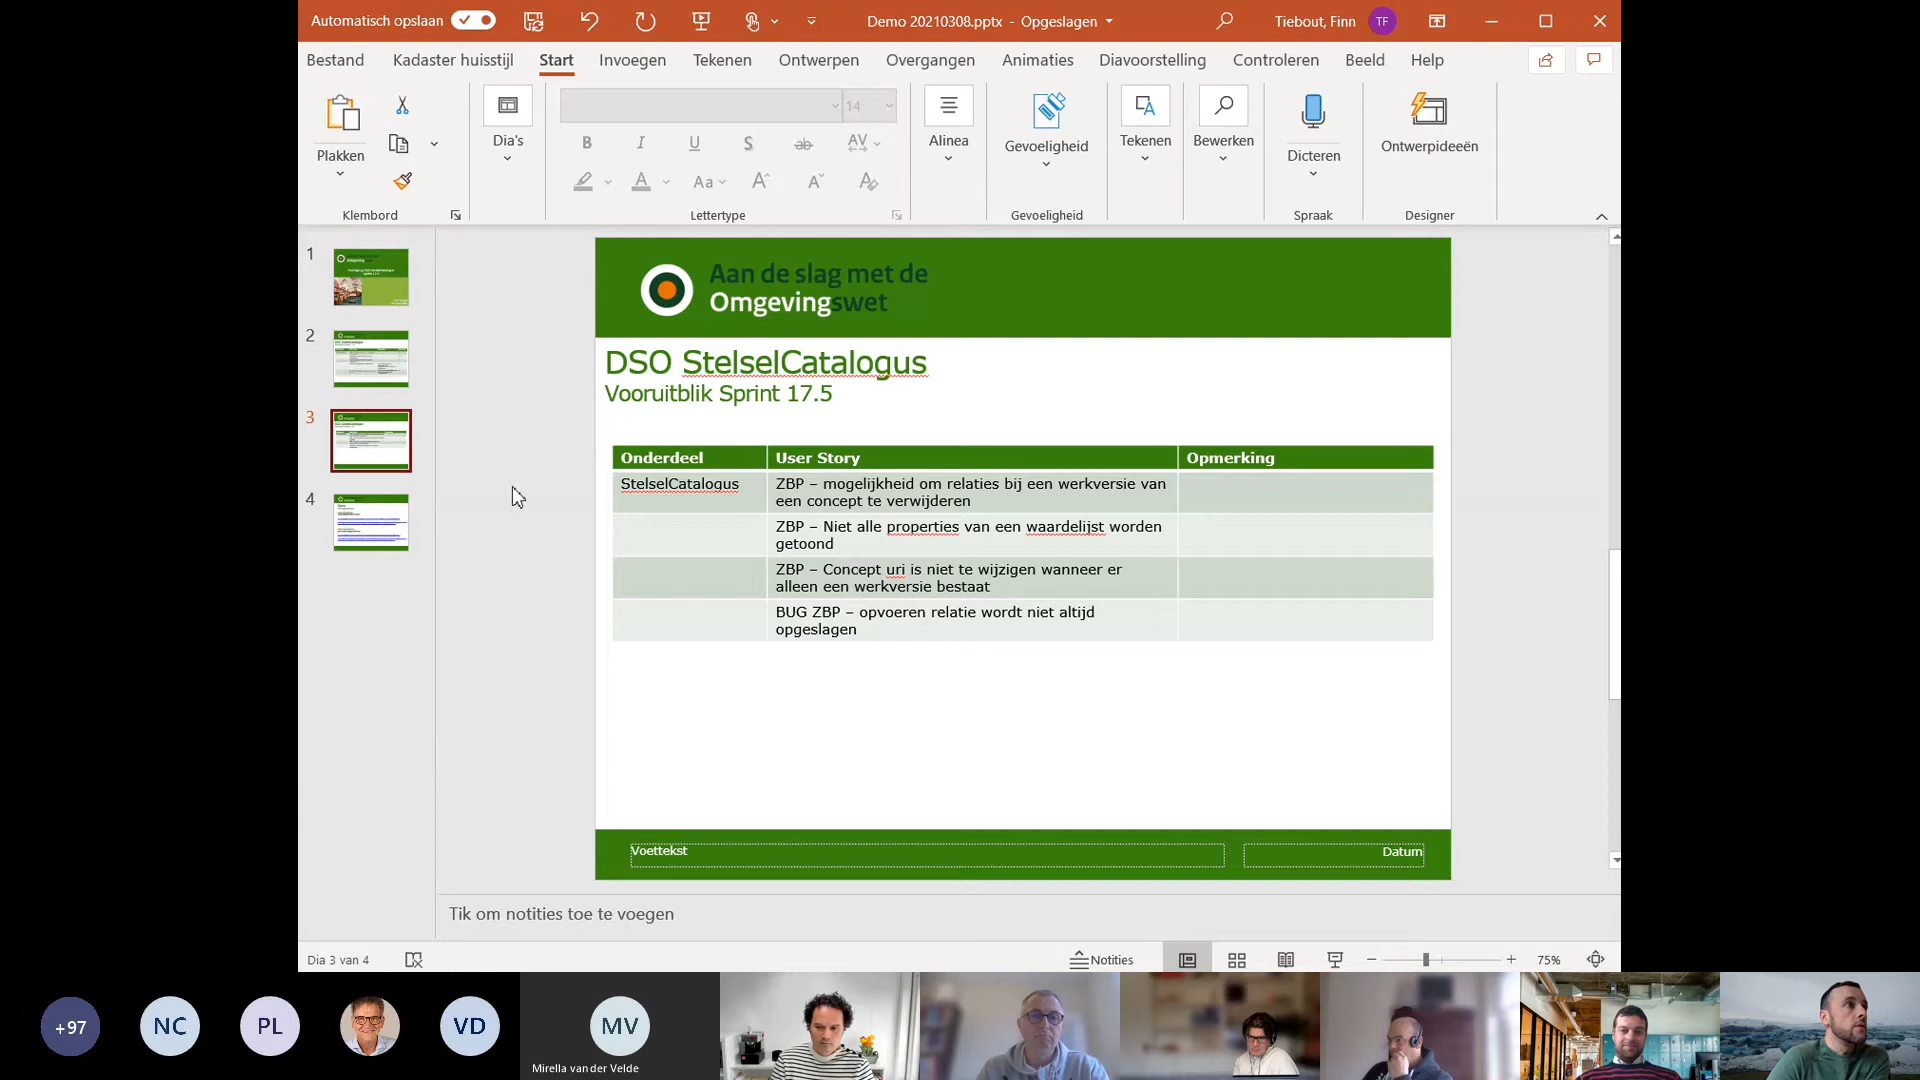 Automatisch opslaan
Demo 20210308.pptx - Opgeslagen
Tiebout, Finn TF
Bestand Kadaster huisstijl Start Invoegen Tekenen Ontwerpen Overgangen Animaties Diavoorstelling Controleren Beeld Help
14
Plakken
Dia's
B I U S ab AV
A Aa A A A
Alinea
Gevoeligheid
Tekenen
Bewerken
Dicteren
Ontwerpideeën
Klembord
Lettertype
Gevoeligheid
Spraak
Designer
1
2
3
4
Aan de slag met de
Omgevingswet
DSO StelselCatalogus
Vooruitblik Sprint 17.5
Onderdeel User Story Opmerking
StelselCatalogus ZBP – mogelijkheid om relaties bij een werkversie van
een concept te verwijderen
ZBP – Niet alle properties van een waardelijst worden
getoond
ZBP – Concept uri is niet te wijzigen wanneer er
alleen een werkversie bestaat
BUG ZBP – opvoeren relatie wordt niet altijd
opgeslagen
Voettekst Datum
Tik om notities toe te voegen
Dia 3 van 4 Notities 75%
+97 NC PL VD MV
Mirella van der Velde